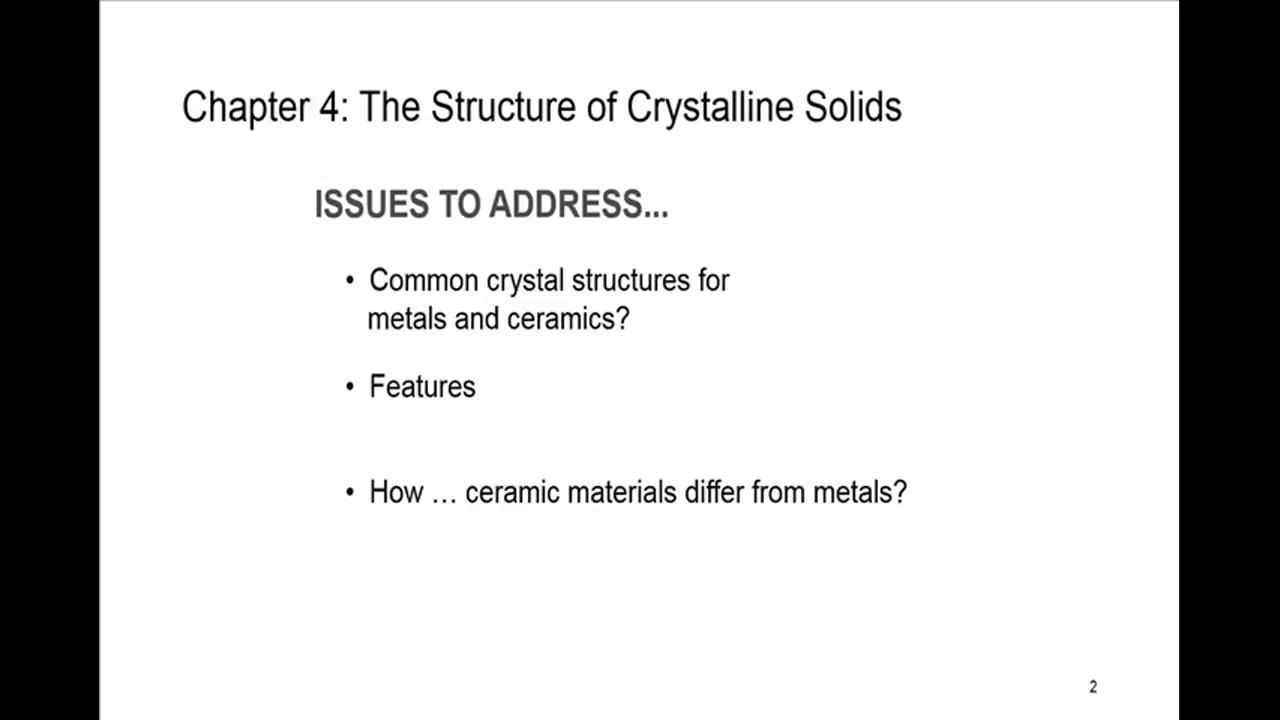 Chapter 4: The Structure of Crystalline Solids
ISSUES TO ADDRESS...
• Common crystal structures for
metals and ceramics?
• Features
• How … ceramic materials differ from metals?
2